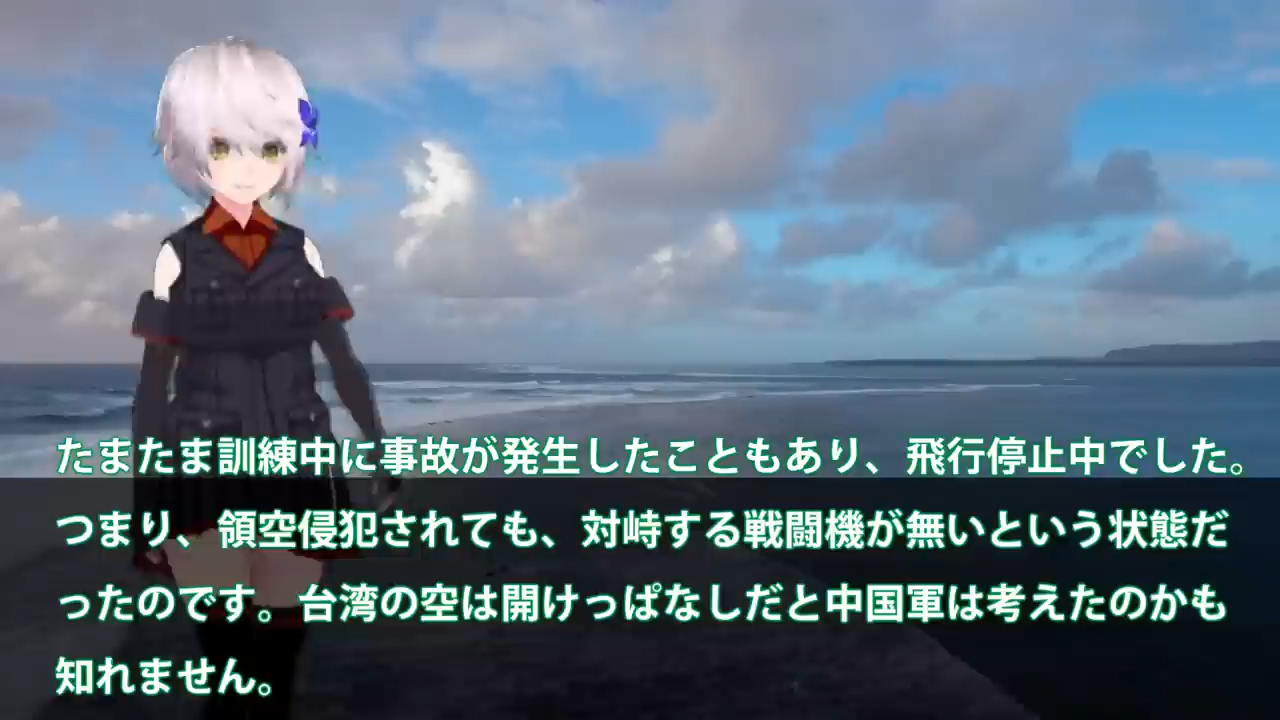 たまたま訓練中に事故が発生したこともあり、飛行停止中でした。
つまり、領空侵犯されても、対峙する戦闘機が無いという状態だ
ったのです。台湾の空は開けっぱなしだと中国軍は考えたのかも
知れません。